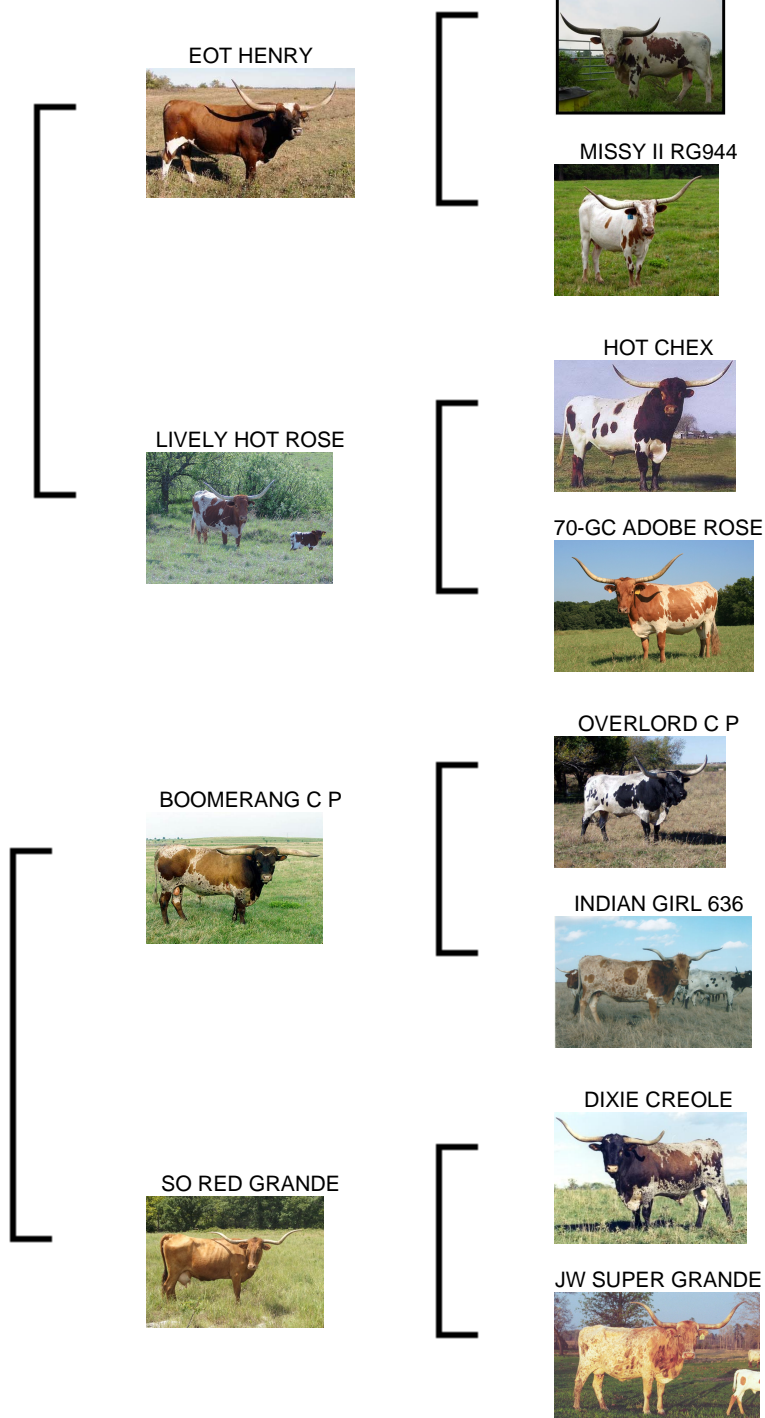 EOT HENRY
MISSY II RG944
HOT CHEX
LIVELY HOT ROSE
70-GC ADOBE ROSE
OVERLORD C P
BOOMERANG C P
INDIAN GIRL 636
DIXIE CREOLE
SO RED GRANDE
JW SUPER GRANDE